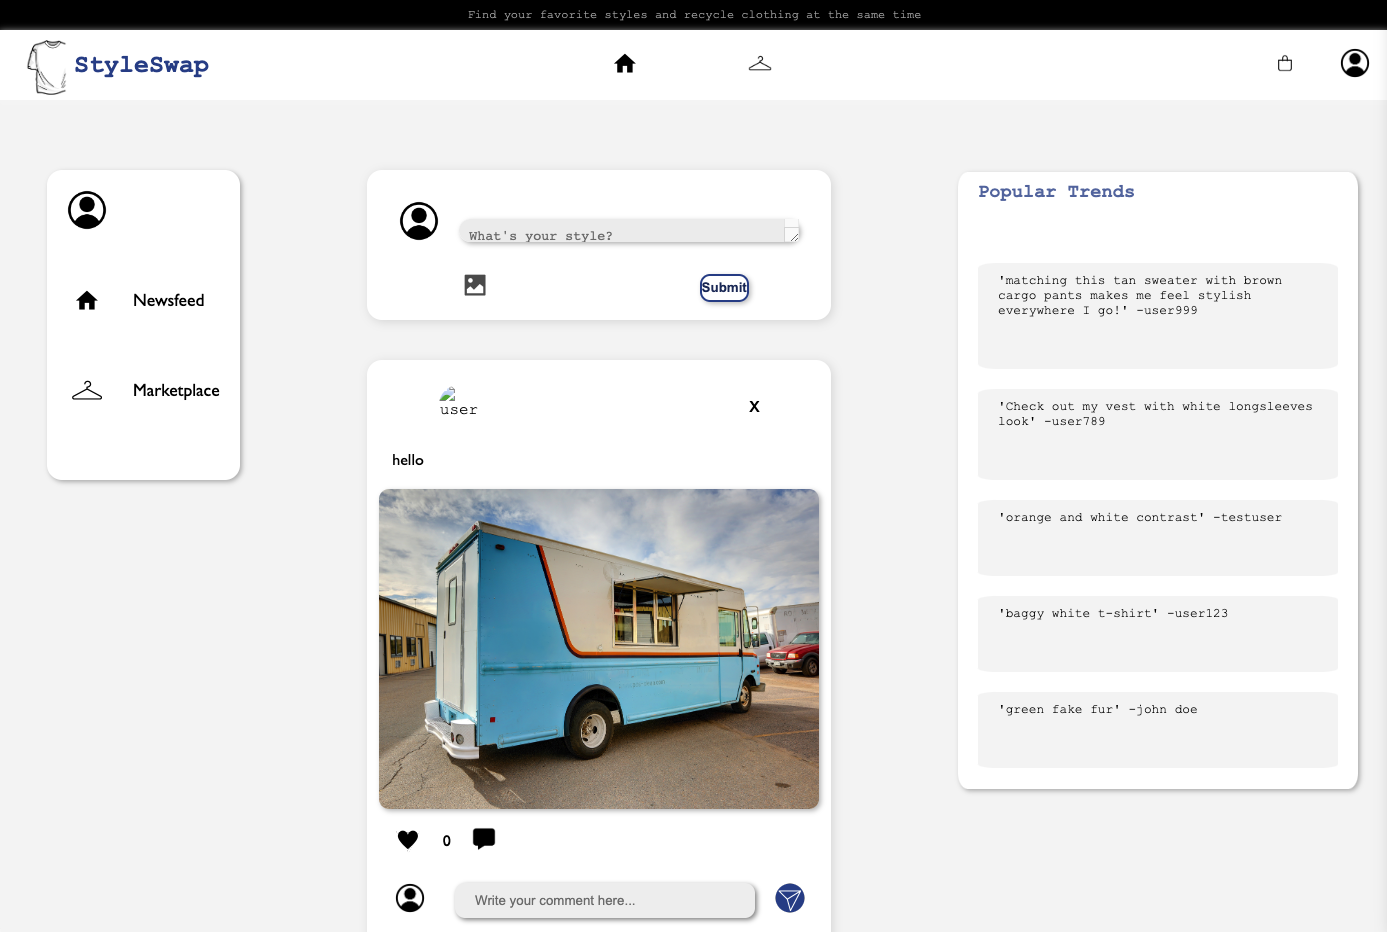 Find your favorite styles and recycle clothing at the same time
StyleSwap
Newsfeed
Marketplace
What's your style?
Submit
user
X
hello
0
Write your comment here...
Popular Trends
'matching this tan sweater with brown
cargo pants makes me feel stylish
everywhere I go!' -user999
'Check out my vest with white longsleeves
look' -user789
'orange and white contrast' -testuser
'baggy white t-shirt' -user123
'green fake fur' -john doe